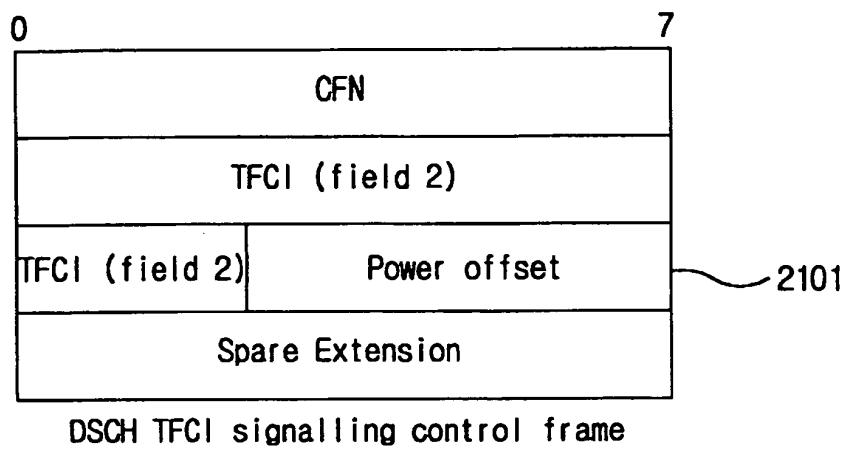 0 7
CFN
TFCI (field 2)
TFCI (field 2) Power offset 2101
Spare Extension
DSCH TFCI signalling control frame